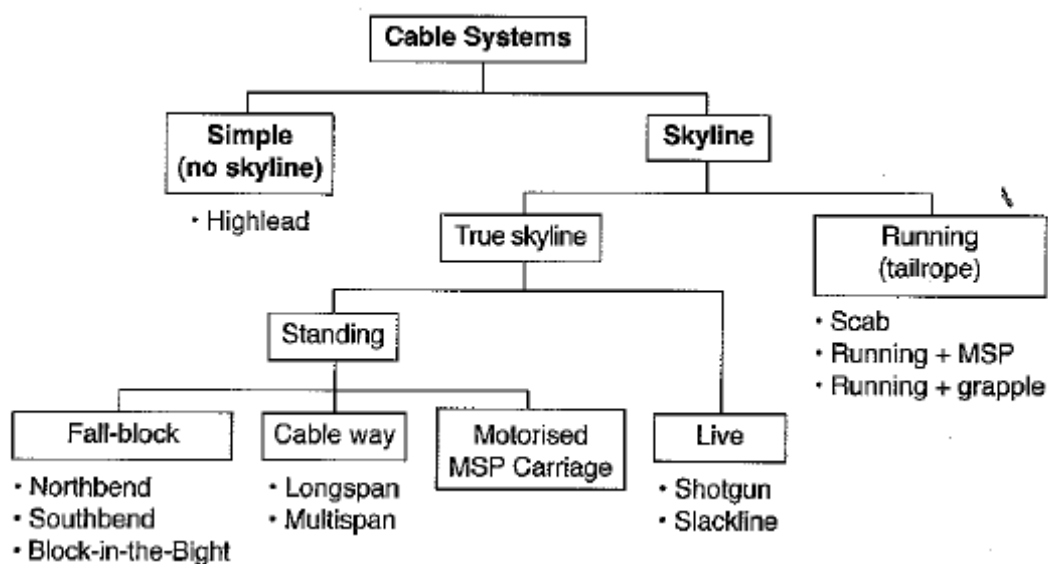 Cable Systems
Simple
(no skyline)
Skyline
• Highlead
True skyline
Running
(tailrope)
Standing
• Scab
• Running + MSP
• Running + grapple
Fall-block
Cable way
Motorised
MSP Carriage
Live
• Northbend
• Southbend
• Block-in-the-Bight
• Longspan
• Multispan
• Shotgun
• Slackline